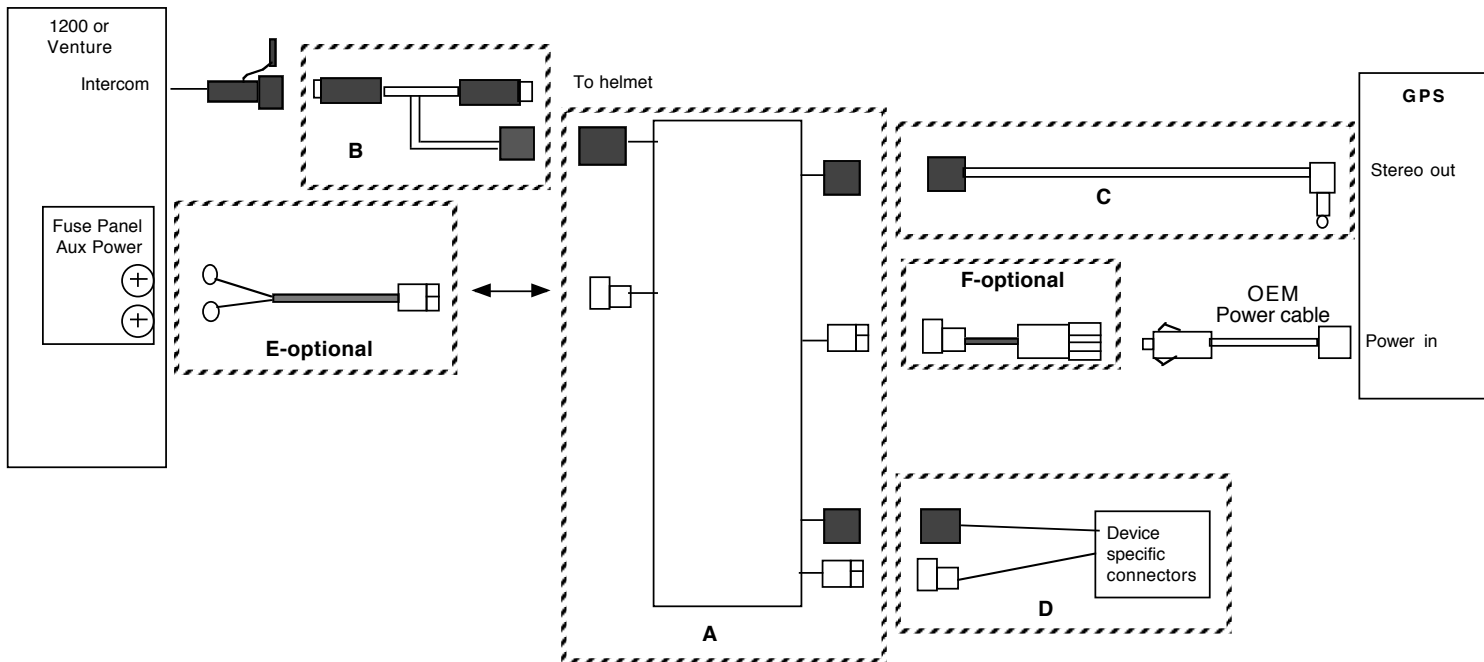 1200 or
Venture
Intercom
To helmet
B
GPS
Stereo out
C
Fuse Panel
Aux Power
E-optional
F-optional
OEM
Power cable
Power in
Device
specific
connectors
D
A